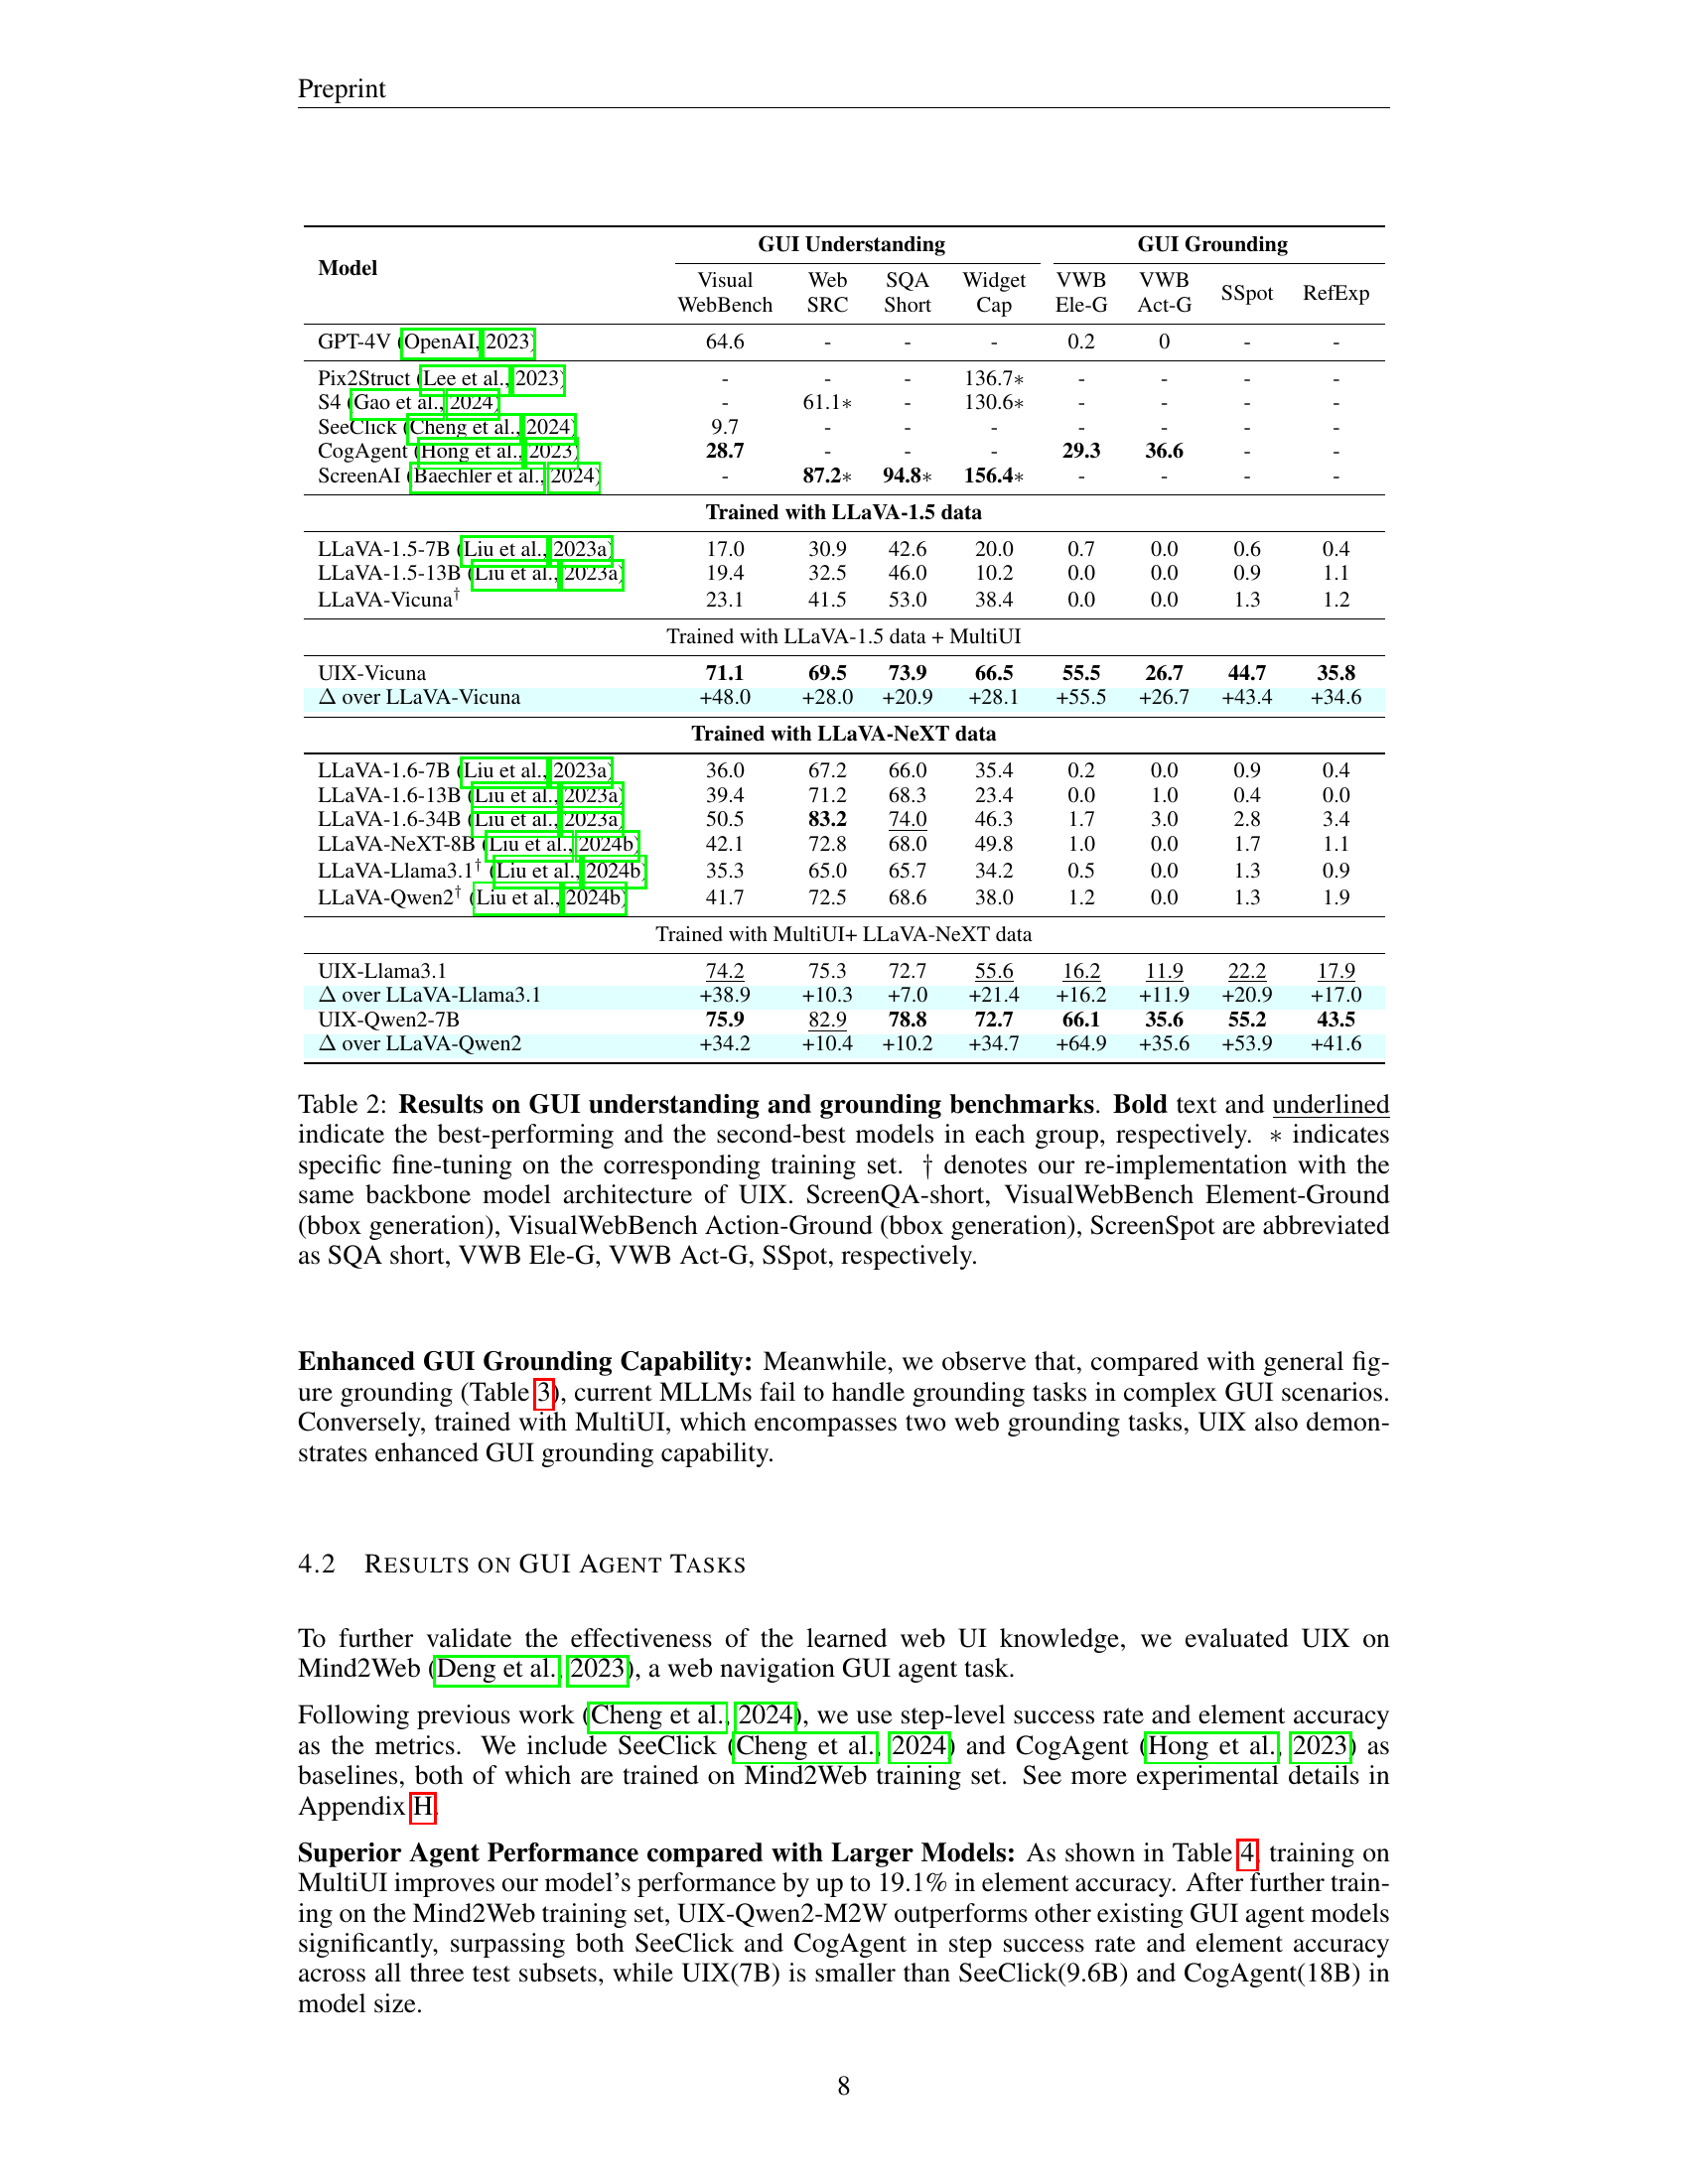 Preprint
Model GUI Understanding GUI Grounding
Visual WebBench Web SRC SQA Short Widget Cap VWB Ele-G VWB Act-G SSpot RefExp
GPT-4V (OpenAI, 2023) 64.6 - - - 0.2 0 - -
Pix2Struct (Lee et al., 2023) - - - 136.7* - - - -
S4 (Gao et al., 2024) - 61.1* - 130.6* - - - -
SeeClick (Cheng et al., 2024) 9.7 - - - - - - -
CogAgent (Hong et al., 2023) 28.7 - - - 29.3 36.6 - -
ScreenAI (Baechler et al., 2024) - 87.2* 94.8* 156.4* - - - -
Trained with LLaVA-1.5 data
LLaVA-1.5-7B (Liu et al., 2023a) 17.0 30.9 42.6 20.0 0.7 0.0 0.6 0.4
LLaVA-1.5-13B (Liu et al., 2023a) 19.4 32.5 46.0 10.2 0.0 0.0 0.9 1.1
LLaVA-Vicuna† 23.1 41.5 53.0 38.4 0.0 0.0 1.3 1.2
Trained with LLaVA-1.5 data + MultiUI
UIX-Vicuna 71.1 69.5 73.9 66.5 55.5 26.7 44.7 35.8
Δ over LLaVA-Vicuna +48.0 +28.0 +20.9 +28.1 +55.5 +26.7 +43.4 +34.6
Trained with LLaVA-NeXT data
LLaVA-1.6-7B (Liu et al., 2023a) 36.0 67.2 66.0 35.4 0.2 0.0 0.9 0.4
LLaVA-1.6-13B (Liu et al., 2023a) 39.4 71.2 68.3 23.4 0.0 1.0 0.4 0.0
LLaVA-1.6-34B (Liu et al., 2023a) 50.5 83.2 74.0 46.3 1.7 3.0 2.8 3.4
LLaVA-NeXT-8B (Liu et al., 2024b) 42.1 72.8 68.0 49.8 1.0 0.0 1.7 1.1
LLaVA-Llama3.1† (Liu et al., 2024b) 35.3 65.0 65.7 34.2 0.5 0.0 1.3 0.9
LLaVA-Qwen2† (Liu et al., 2024b) 41.7 72.5 68.6 38.0 1.2 0.0 1.3 1.9
Trained with MultiUI+ LLaVA-NeXT data
UIX-Llama3.1 74.2 75.3 72.7 55.6 16.2 11.9 22.2 17.9
Δ over LLaVA-Llama3.1 +38.9 +10.3 +7.0 +21.4 +16.2 +11.9 +20.9 +17.0
UIX-Qwen2-7B 75.9 82.9 78.8 72.7 66.1 35.6 55.2 43.5
Δ over LLaVA-Qwen2 +34.2 +10.4 +10.2 +34.7 +64.9 +35.6 +53.9 +41.6
Table 2: Results on GUI understanding and grounding benchmarks. Bold text and underlined
indicate the best-performing and the second-best models in each group, respectively. * indicates
specific fine-tuning on the corresponding training set. † denotes our re-implementation with the
same backbone model architecture of UIX. ScreenQA-short, VisualWebBench Element-Ground
(bbox generation), VisualWebBench Action-Ground (bbox generation), ScreenSpot are abbreviated
as SQA short, VWB Ele-G, VWB Act-G, SSpot, respectively.
Enhanced GUI Grounding Capability: Meanwhile, we observe that, compared with general fig-
ure grounding (Table 3), current MLLMs fail to handle grounding tasks in complex GUI scenarios.
Conversely, trained with MultiUI, which encompasses two web grounding tasks, UIX also demon-
strates enhanced GUI grounding capability.
4.2 RESULTS ON GUI AGENT TASKS
To further validate the effectiveness of the learned web UI knowledge, we evaluated UIX on
Mind2Web (Deng et al., 2023), a web navigation GUI agent task.
Following previous work (Cheng et al., 2024), we use step-level success rate and element accuracy
as the metrics. We include SeeClick (Cheng et al., 2024) and CogAgent (Hong et al., 2023) as
baselines, both of which are trained on Mind2Web training set. See more experimental details in
Appendix H.
Superior Agent Performance compared with Larger Models: As shown in Table 4, training on
MultiUI improves our model's performance by up to 19.1% in element accuracy. After further train-
ing on the Mind2Web training set, UIX-Qwen2-M2W outperforms other existing GUI agent models
significantly, surpassing both SeeClick and CogAgent in step success rate and element accuracy
across all three test subsets, while UIX(7B) is smaller than SeeClick(9.6B) and CogAgent(18B) in
model size.
8